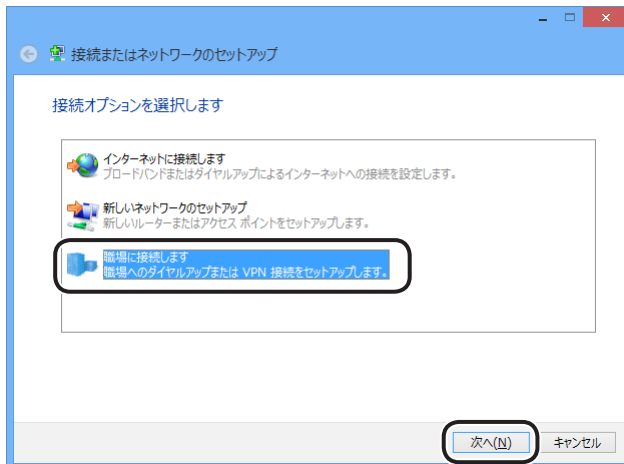 接続またはネットワークのセットアップ
接続オプションを選択します
インターネットに接続します
ブロードバンドまたはダイヤルアップによるインターネットへの接続を設定します。
新しいネットワークのセットアップ
新しいルーターまたはアクセス ポイントをセットアップします。
職場に接続します
職場へのダイヤルアップまたは VPN 接続をセットアップします。
次へ(N)
キャンセル